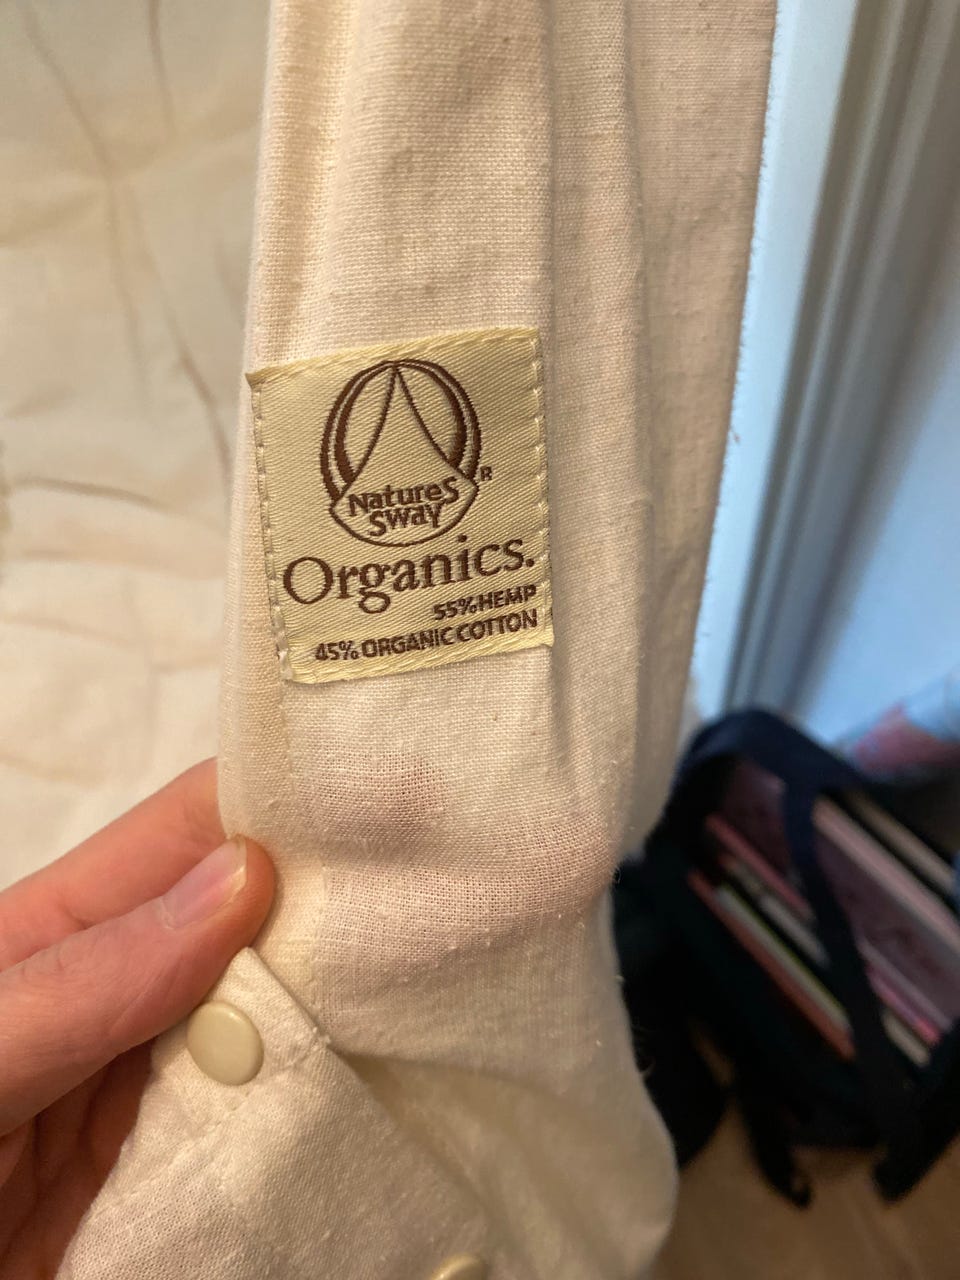 ®
NatureS
Sway
Organics.
55% HEMP
45% ORGANIC COTTON